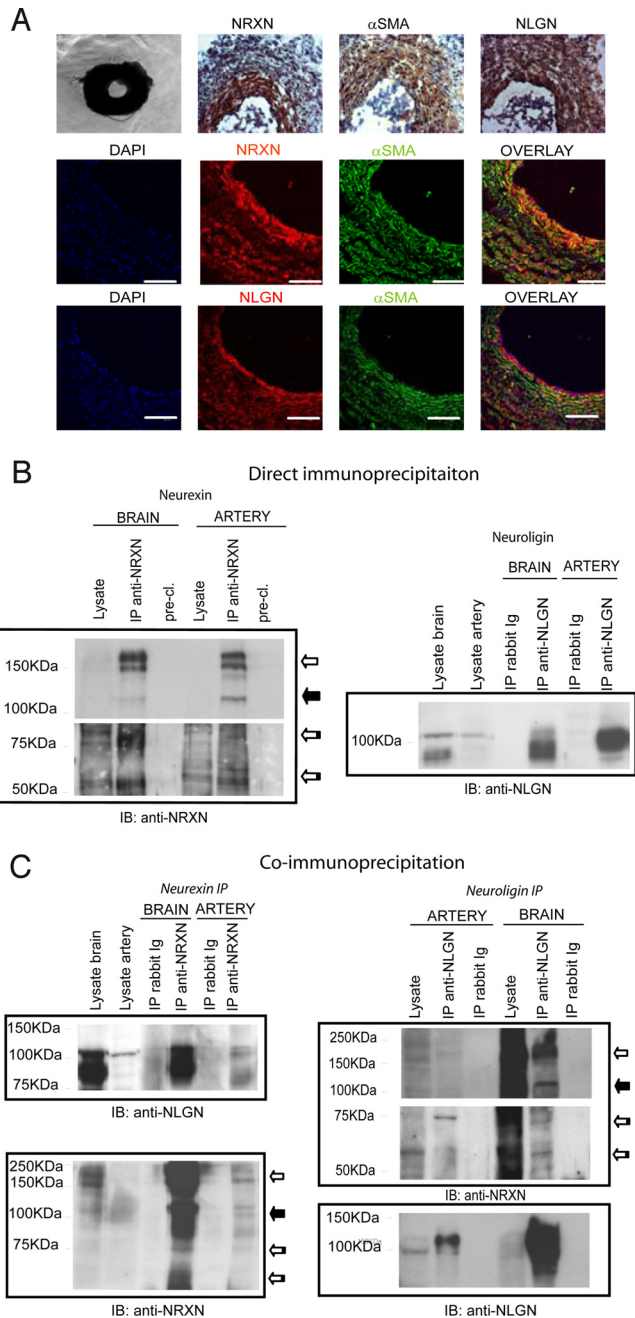 A
NRXN αSMA NLGN
DAPI NRXN αSMA OVERLAY
DAPI NLGN αSMA OVERLAY
B
Direct immunoprecipitaiton
Neurexin
BRAIN ARTERY
Lysate
IP anti-NRXN
pre-cl.
Lysate
IP anti-NRXN
pre-cl.
150KDa
100KDa
75KDa
50KDa
IB: anti-NRXN
Neuroligin
BRAIN ARTERY
Lysate brain
Lysate artery
IP rabbit Ig
IP anti-NLGN
IP rabbit Ig
IP anti-NLGN
100KDa
IB: anti-NLGN
C
Co-immunoprecipitation
Neurexin IP
BRAIN ARTERY
Lysate brain
Lysate artery
IP rabbit Ig
IP anti-NRXN
IP rabbit Ig
IP anti-NRXN
150KDa
100KDa
75KDa
IB: anti-NLGN
250KDa
150KDa
100KDa
75KDa
IB: anti-NRXN
Neuroligin IP
ARTERY BRAIN
Lysate
IP anti-NLGN
IP rabbit Ig
Lysate
IP anti-NLGN
IP rabbit Ig
250KDa
150KDa
100KDa
75KDa
50KDa
IB: anti-NRXN
150KDa
100KDa
IB: anti-NLGN